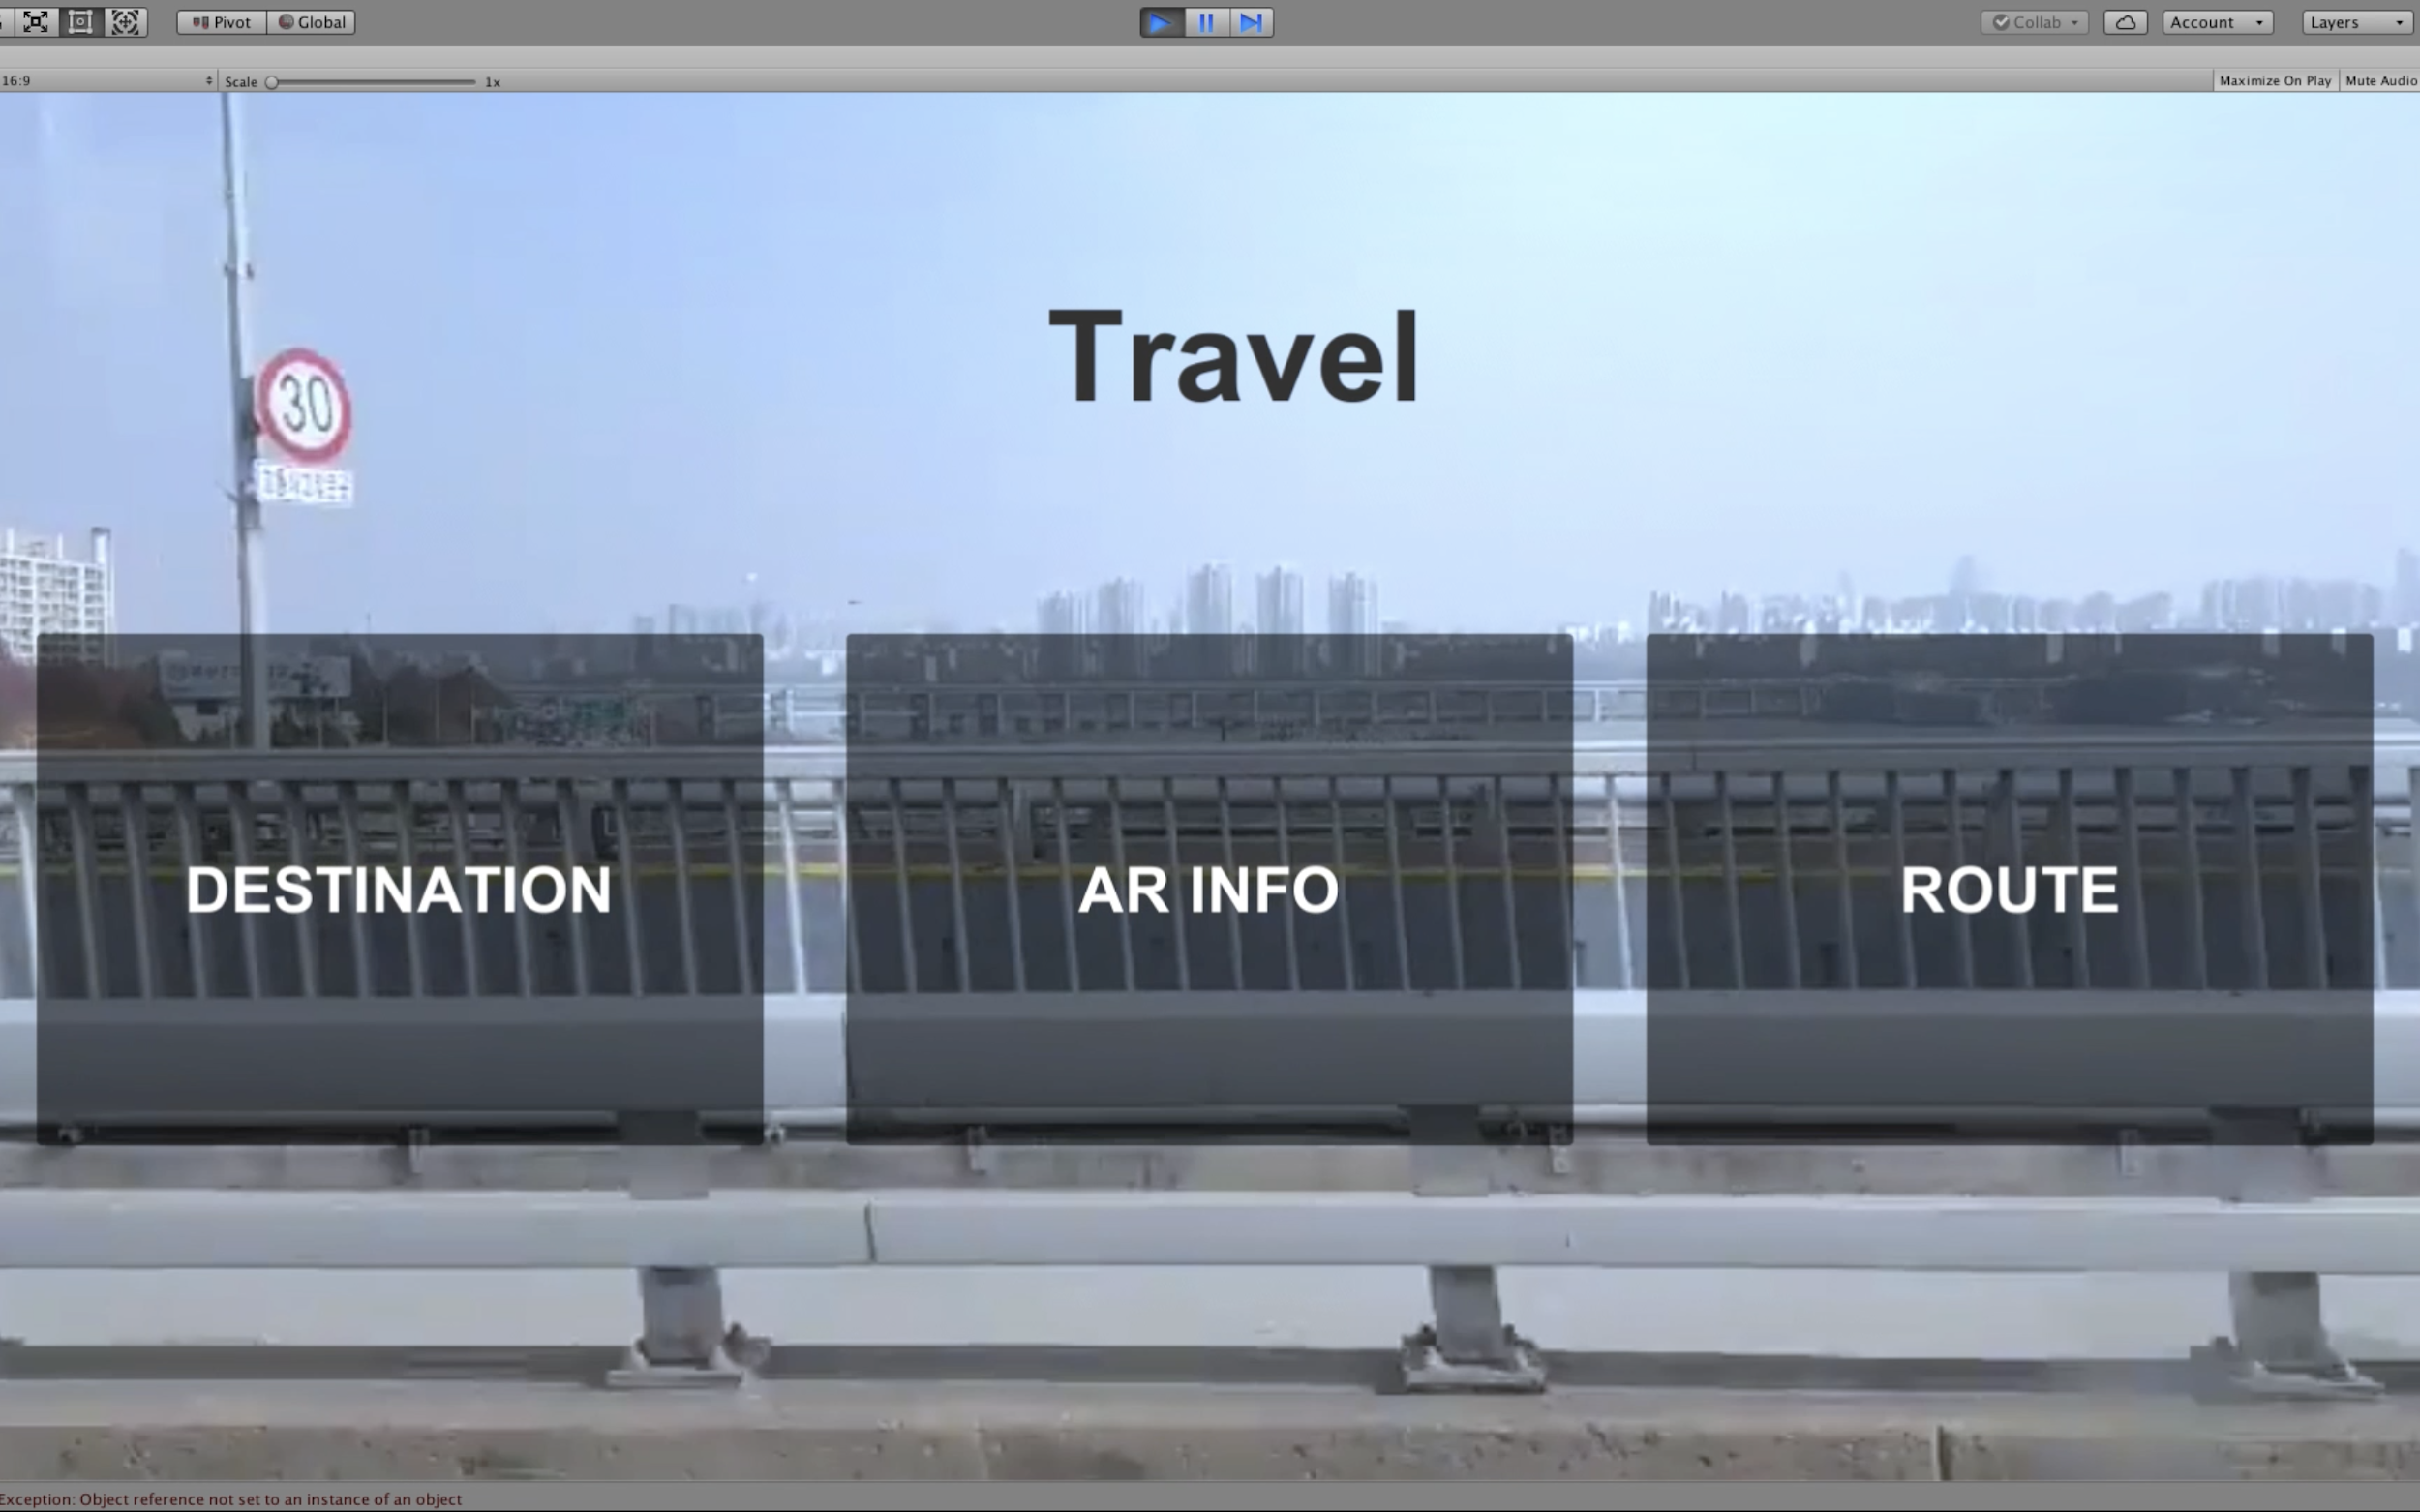 Pivot Global Collab Account Layers
16:9 Scale 1x Maximize On Play Mute Audio
Travel
30
DESTINATION AR INFO ROUTE
Exception: Object reference not set to an instance of an object